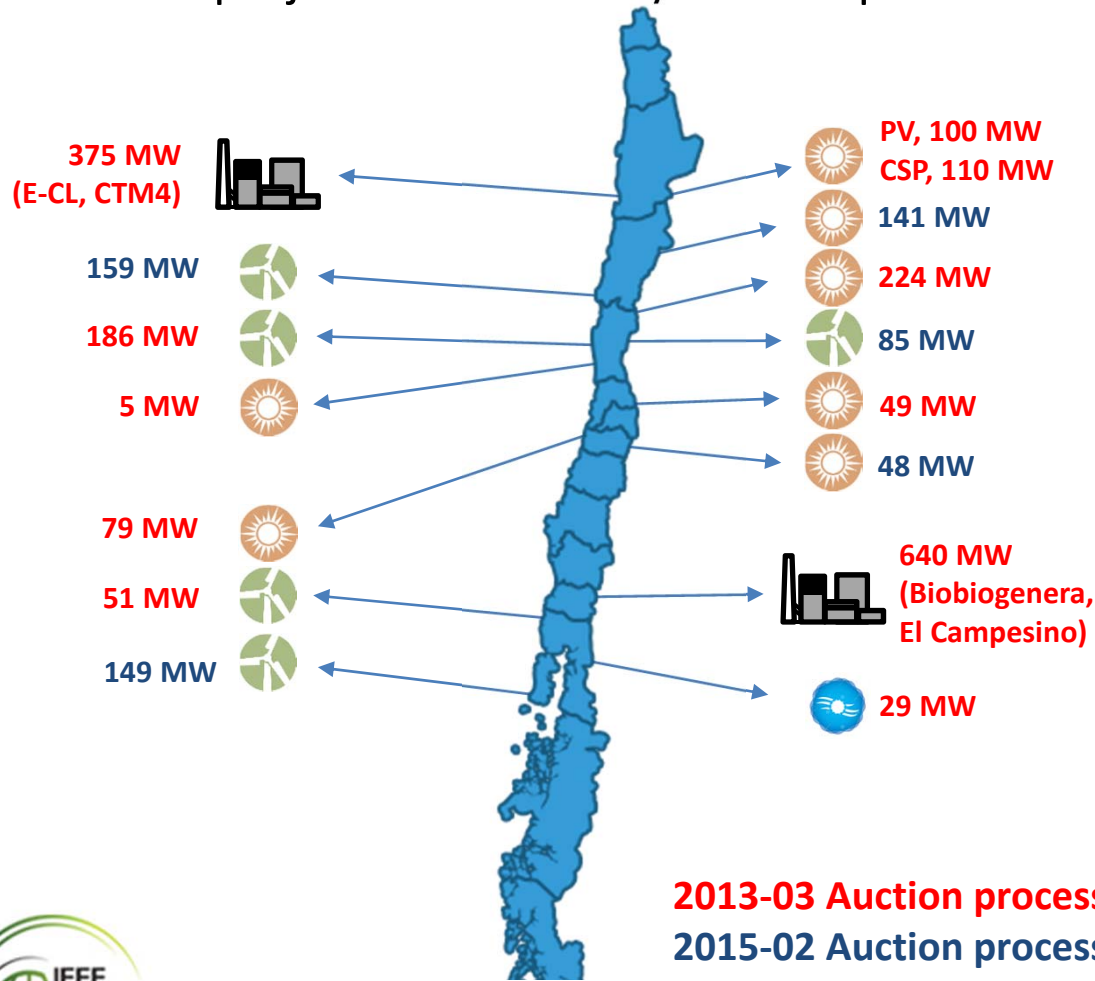 375 MW
(E-CL, CTM4)
159 MW
186 MW
5 MW
79 MW
51 MW
149 MW
PV, 100 MW
CSP, 110 MW
141 MW
224 MW
85 MW
49 MW
48 MW
640 MW
(Biobiogenera,
El Campesino)
29 MW
2013-03 Auction process
2015-02 Auction process
IEEE